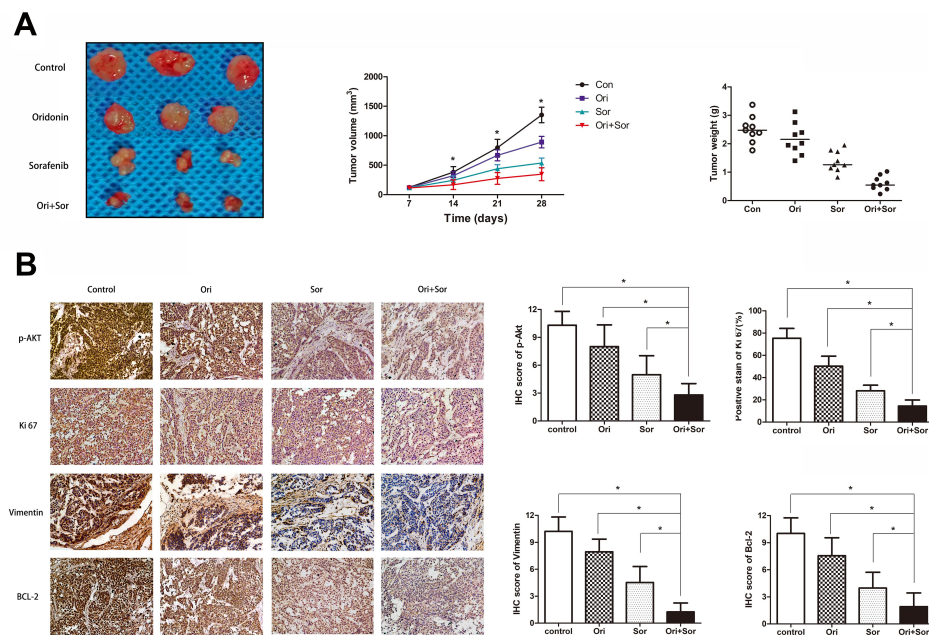 A
Control
Oridonin
Sorafenib
Ori+Sor
Tumor volume (mm³)
2000
1500
1000
500
0
7 14 21 28
Time (days)
* * *
Con
Ori
Sor
Ori+Sor
Tumor weight (g)
4
3
2
1
0
Con Ori Sor Ori+Sor
B
Control Ori Sor Ori+Sor
p-AKT
Ki 67
Vimentin
BCL-2
IHC score of p-Akt
12
9
6
3
0
*
*
*
control Ori Sor Ori+Sor
Positive stain of Ki 67(%)
100
80
60
40
20
0
*
*
*
control Ori Sor Ori+Sor
IHC score of Vimentin
12
9
6
3
0
*
*
*
control Ori Sor Ori+Sor
IHC score of Bcl-2
12
9
6
3
0
*
*
*
control Ori Sor Ori+Sor